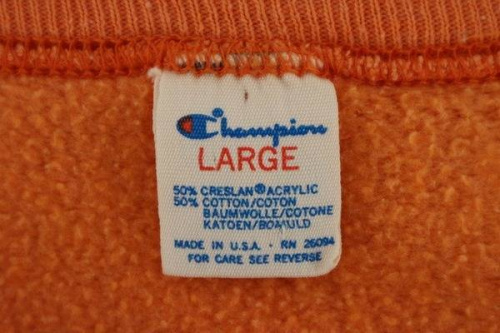 Champion
LARGE
50% CRESLAN® ACRYLIC
50% COTTON/COTON
BAUMWOLLE/COTONE
KATOEN/BOMULD
MADE IN U.S.A. · RN 26094
FOR CARE SEE REVERSE